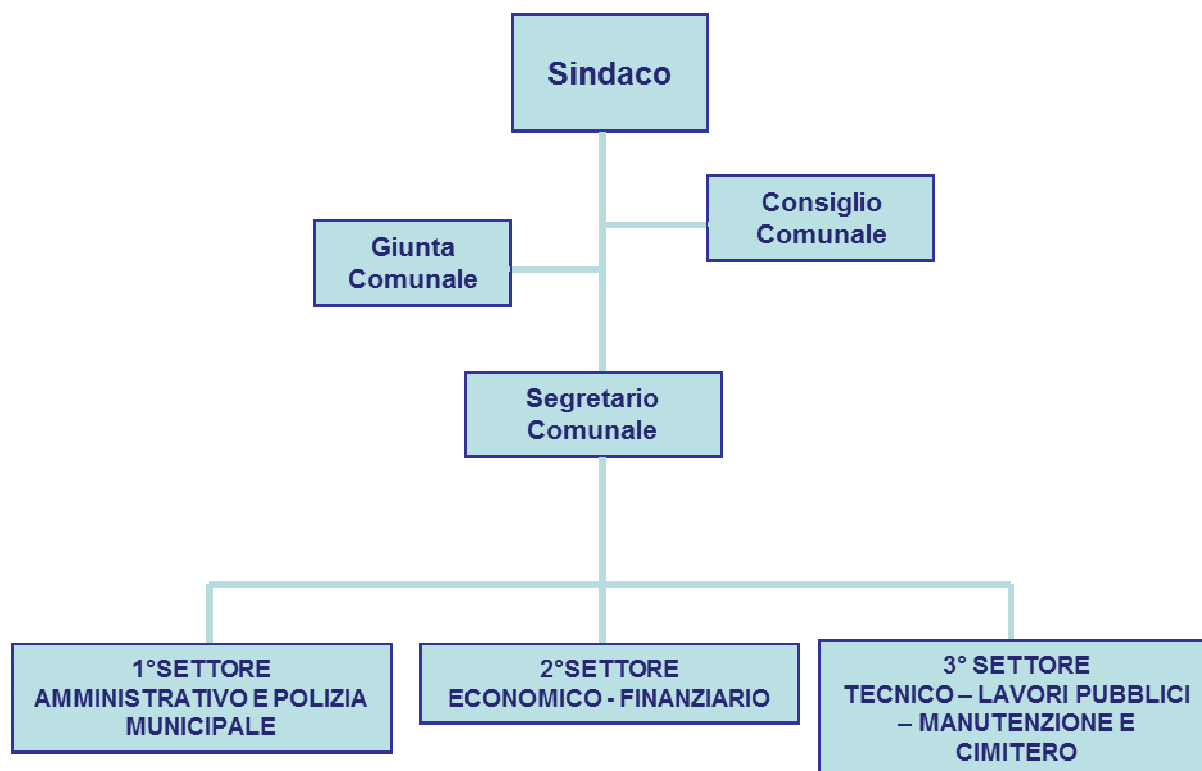 Sindaco
Consiglio
Comunale
Giunta
Comunale
Segretario
Comunale
1°SETTORE
AMMINISTRATIVO E POLIZIA
MUNICIPALE
2°SETTORE
ECONOMICO - FINANZIARIO
3° SETTORE
TECNICO – LAVORI PUBBLICI
– MANUTENZIONE E
CIMITERO